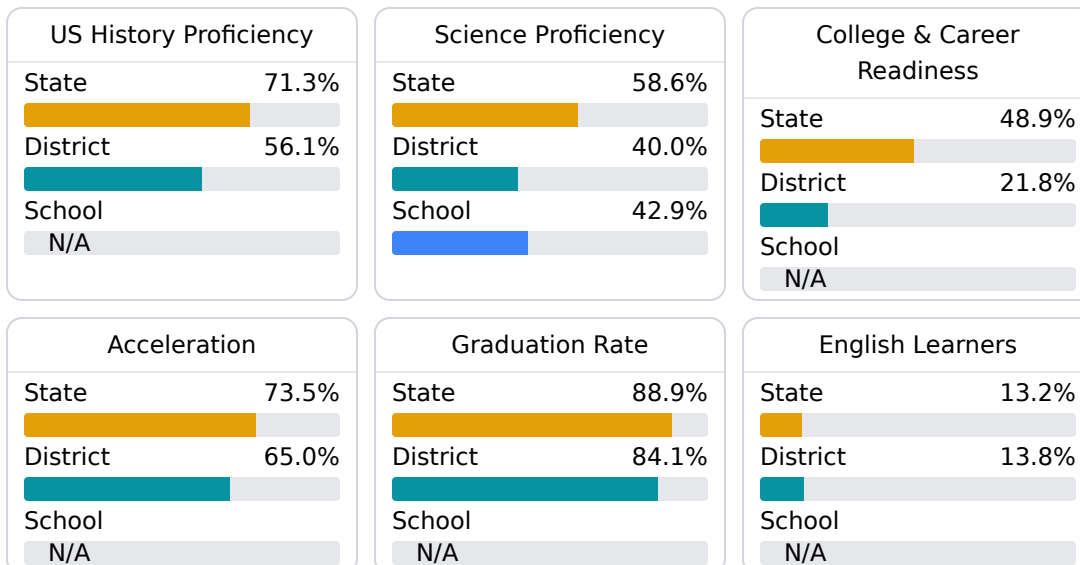 US History Proficiency
State 71.3%
District 56.1%
School
N/A
Science Proficiency
State 58.6%
District 40.0%
School 42.9%
College & Career
Readiness
State 48.9%
District 21.8%
School
N/A
Acceleration
State 73.5%
District 65.0%
School
N/A
Graduation Rate
State 88.9%
District 84.1%
School
N/A
English Learners
State 13.2%
District 13.8%
School
N/A